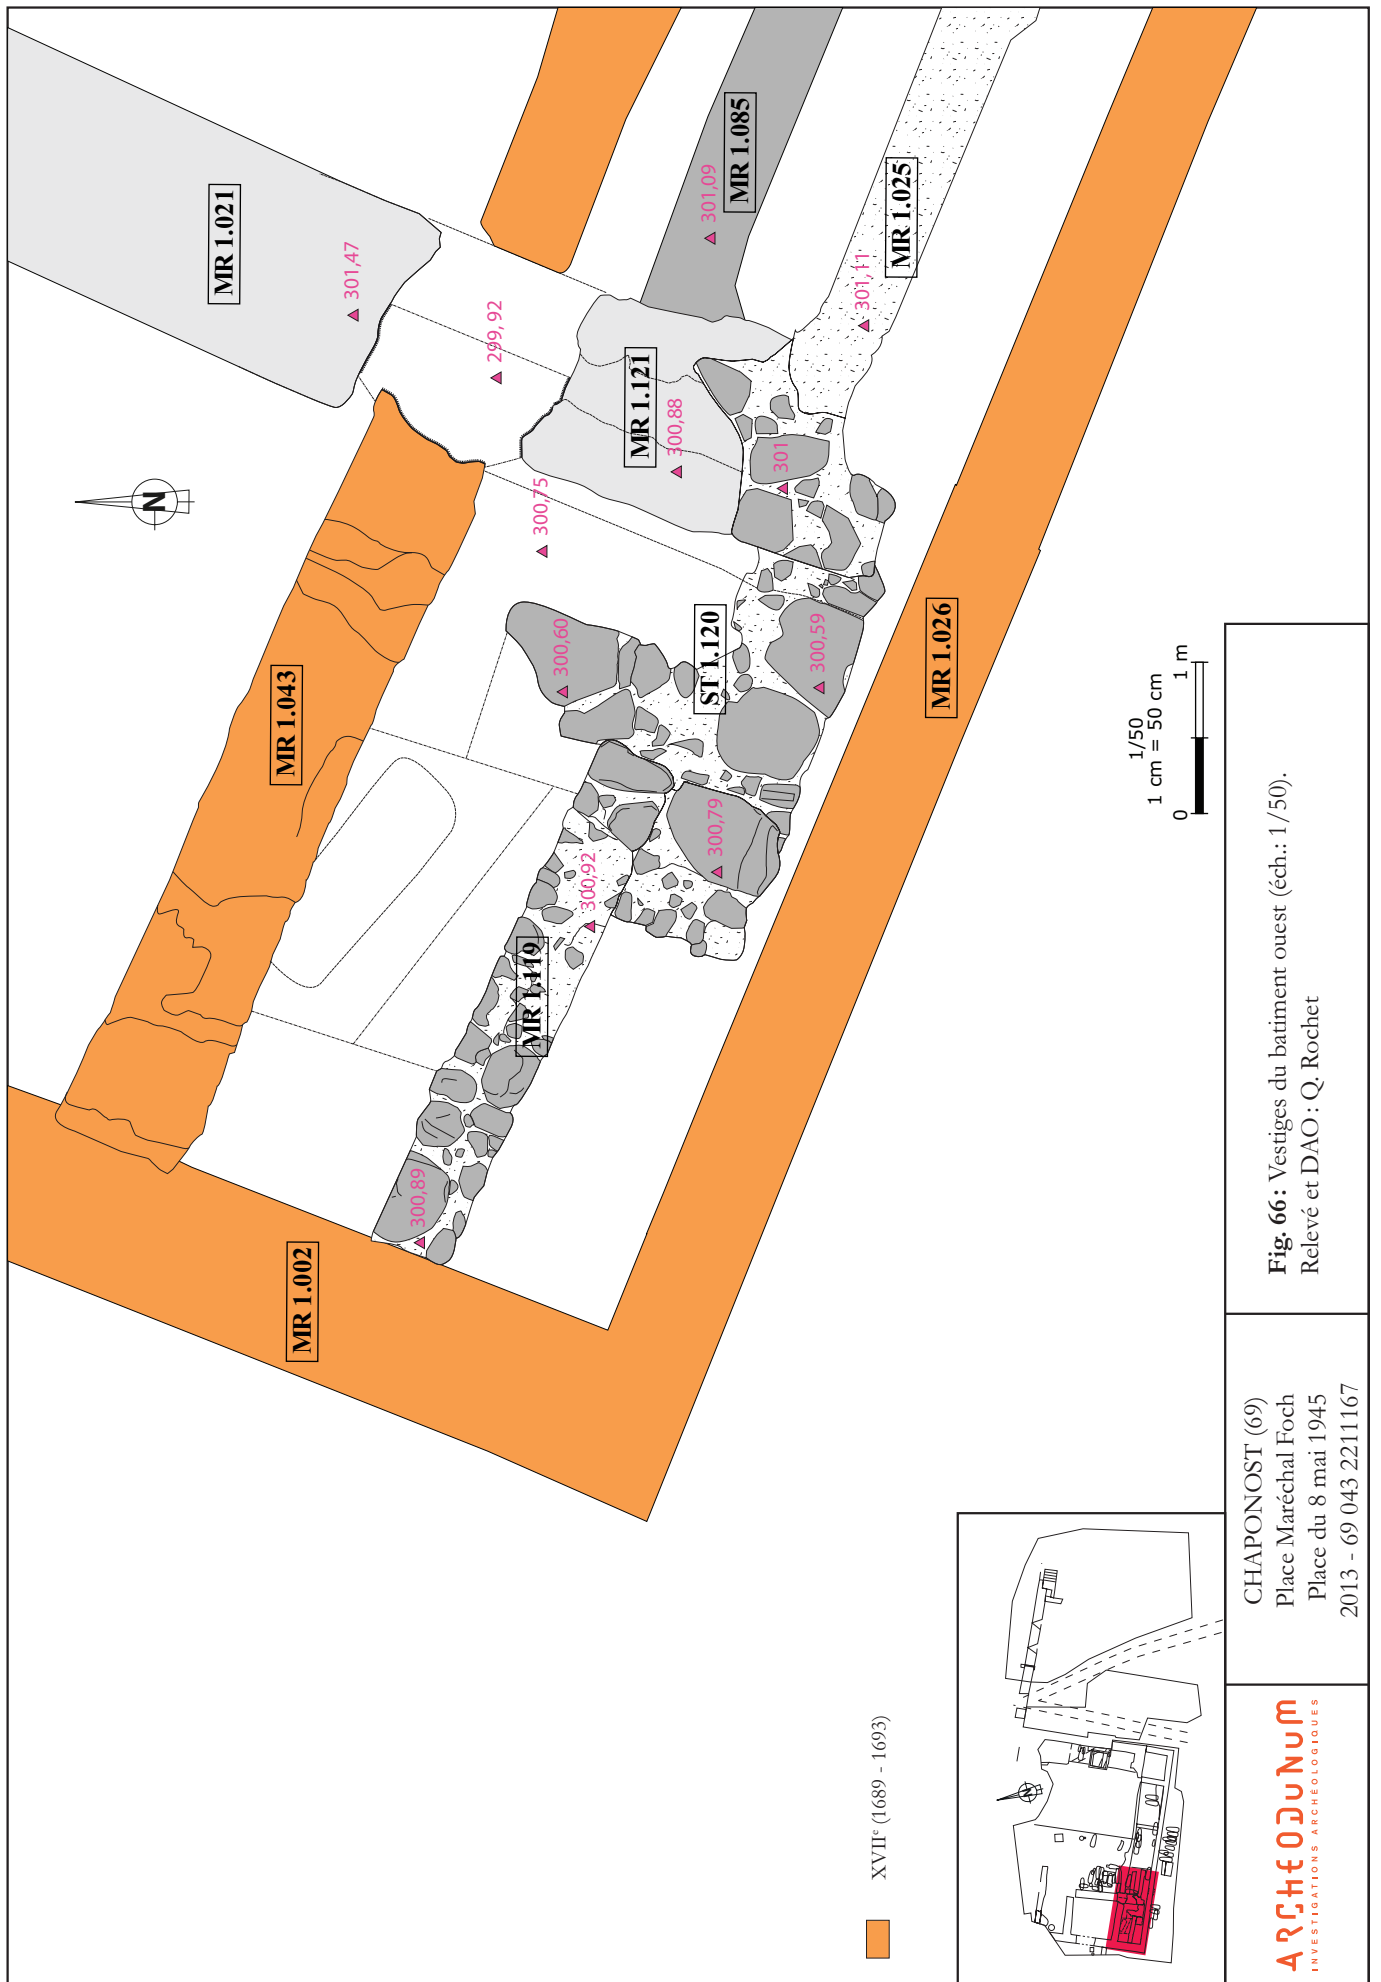 MR 1.021
301,47
MR 1.085
301,09
MR 1.025
301,11
299, 92
MR 1.121
300,88
301
N
300,75
MR 1.043
300,60
ST 1.120
300,59
MR 1.026
300,79
300,92
MR 1.119
300,89
MR 1.002
1/50
1 cm = 50 cm
0
1 m
XVIIe (1689 - 1693)
N
Fig. 66 : Vestiges du batiment ouest (éch.: 1/50).
Relevé et DAO : Q. Rochet
CHAPONOST (69)
Place Maréchal Foch
Place du 8 mai 1945
2013 - 69 043 2211167
ARCHEODUNUM
INVESTIGATIONS ARCHÉOLOGIQUES